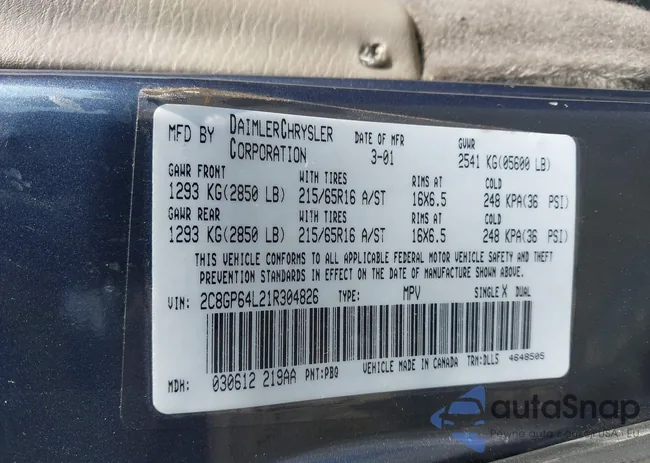 MFD BY DAIMLERCHRYSLER CORPORATION DATE OF MFR 3-01 GVWR 2541 KG(05600 LB)
GAWR FRONT WITH TIRES RIMS AT COLD
1293 KG(2850 LB) 215/65R16 A/ST 16X6.5 248 KPA(36 PSI)
GAWR REAR WITH TIRES RIMS AT COLD
1293 KG(2850 LB) 215/65R16 A/ST 16X6.5 248 KPA(36 PSI)
THIS VEHICLE CONFORMS TO ALL APPLICABLE FEDERAL MOTOR VEHICLE SAFETY AND THEFT
PREVENTION STANDARDS IN EFFECT ON THE DATE OF MANUFACTURE SHOWN ABOVE.
VIN: 2C8GP64L21R304826 TYPE: MPV SINGLE X DUAL
MDH: 030612 219AA PNT:PBQ VEHICLE MADE IN CANADA TRN:DLLS 4648505
autaSnap